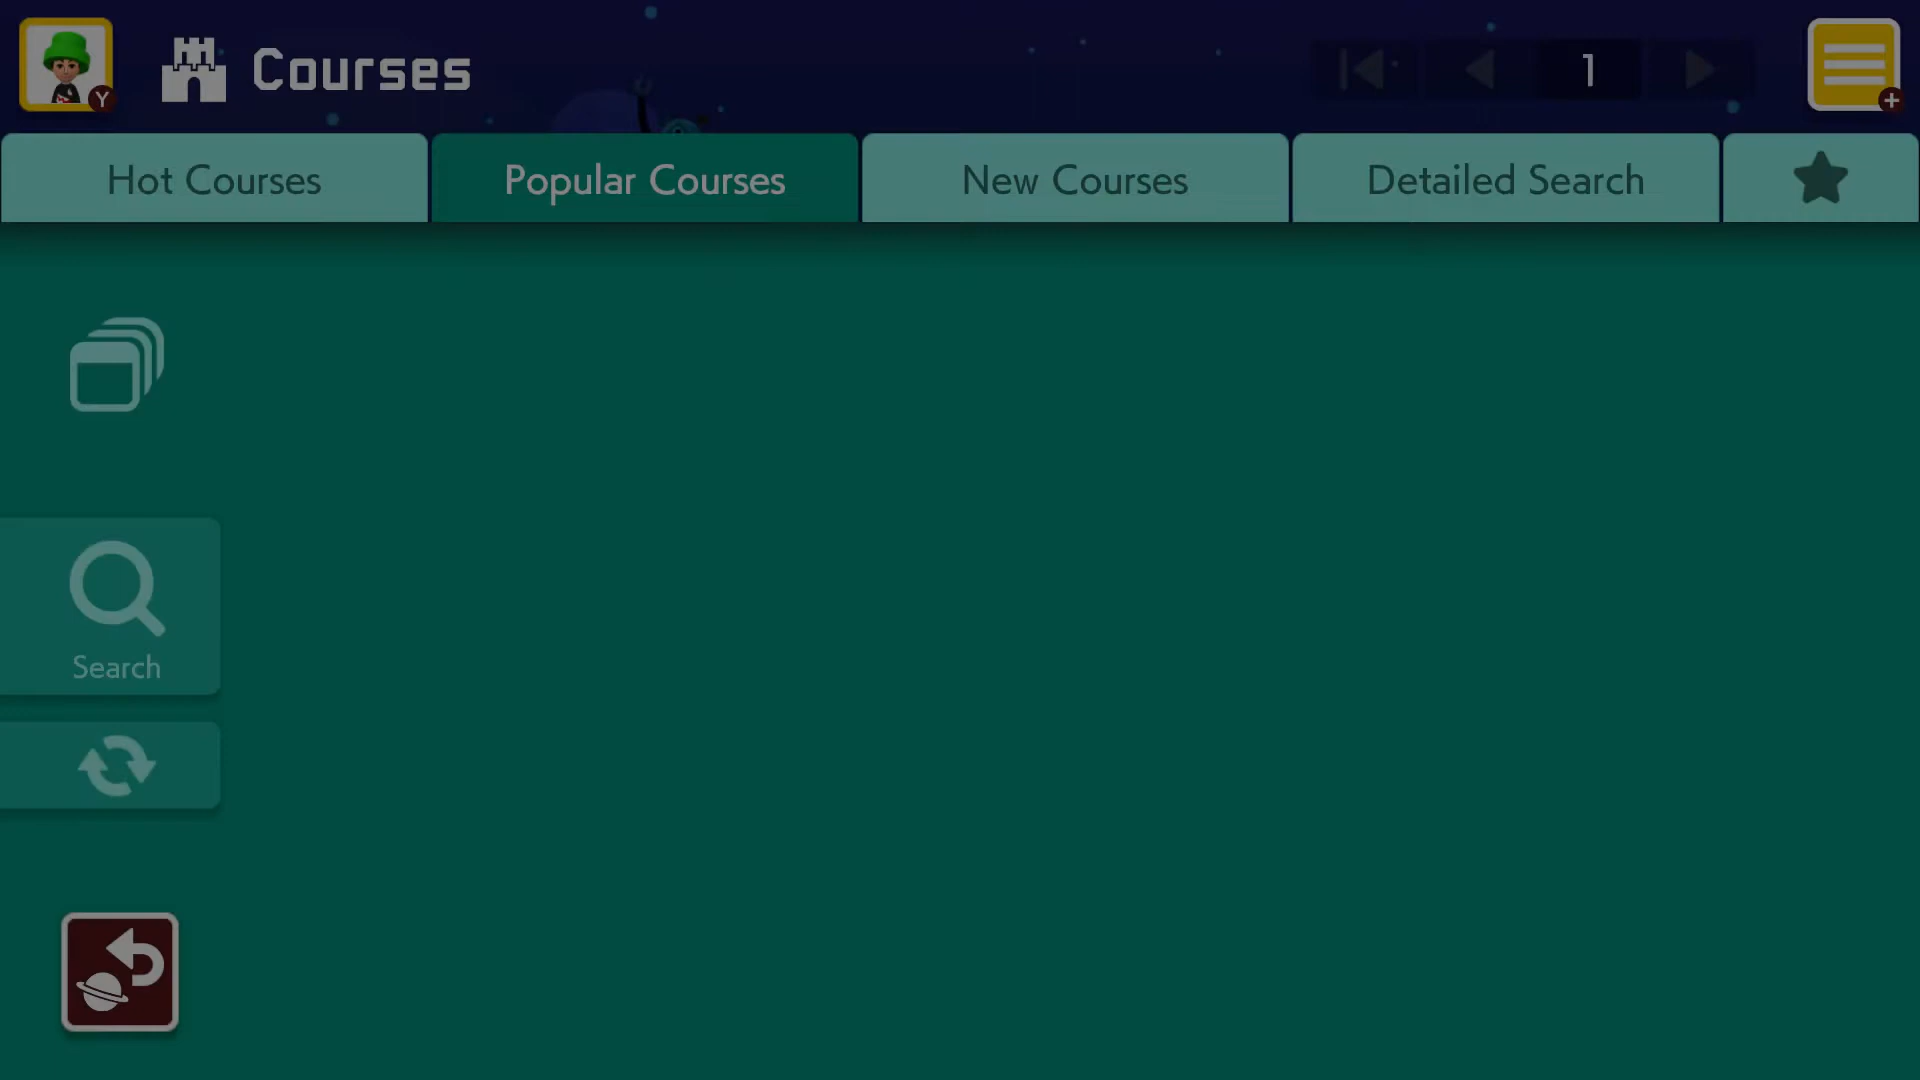 Y
Courses
1
+
Hot Courses
Popular Courses
New Courses
Detailed Search
Search